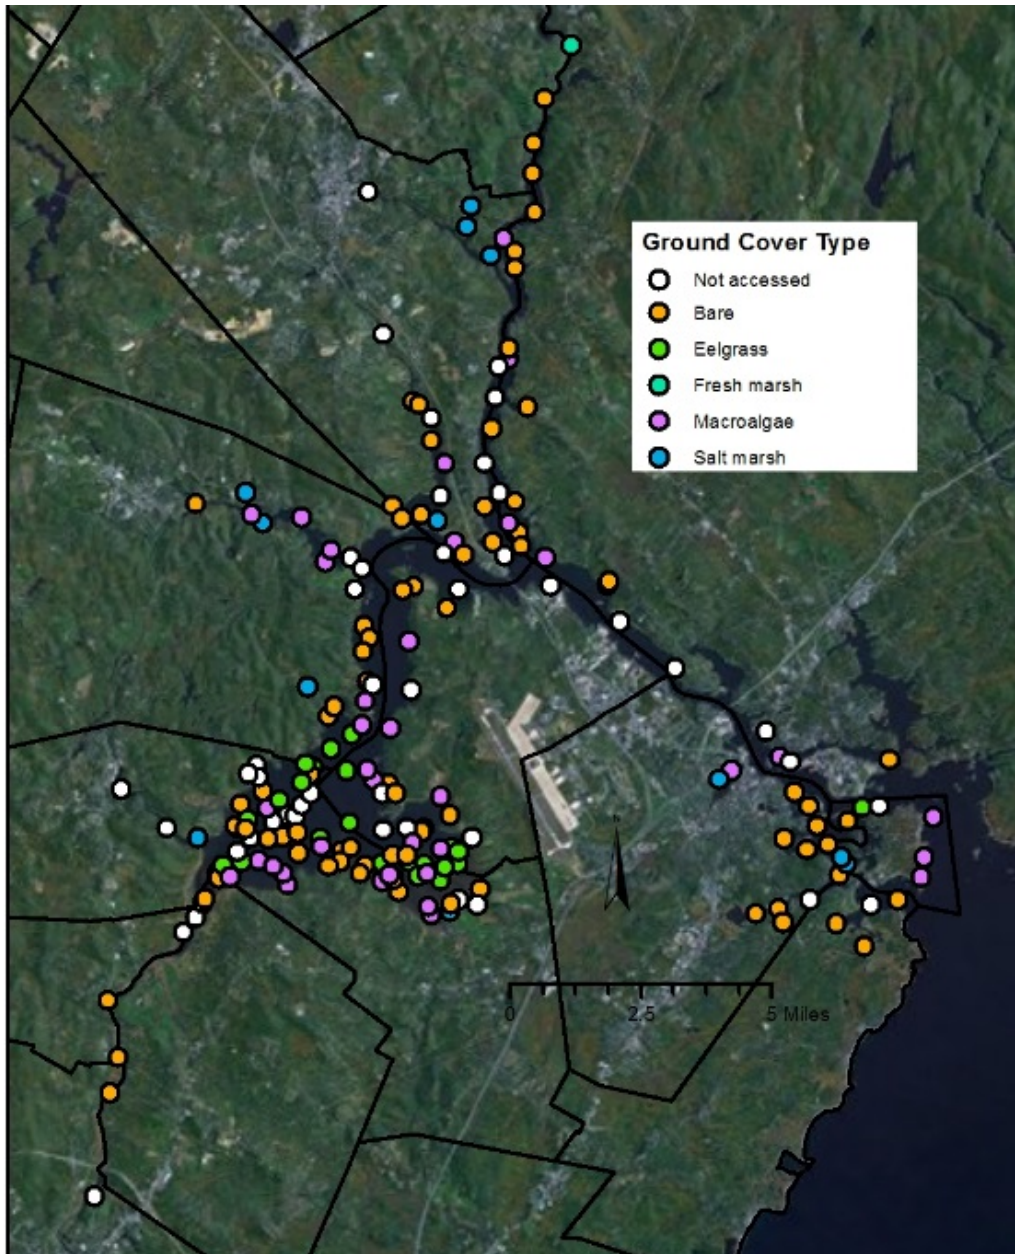 Ground Cover Type
Not accessed
Bare
Eelgrass
Fresh marsh
Macroalgae
Salt marsh
0 2.5 5 Miles